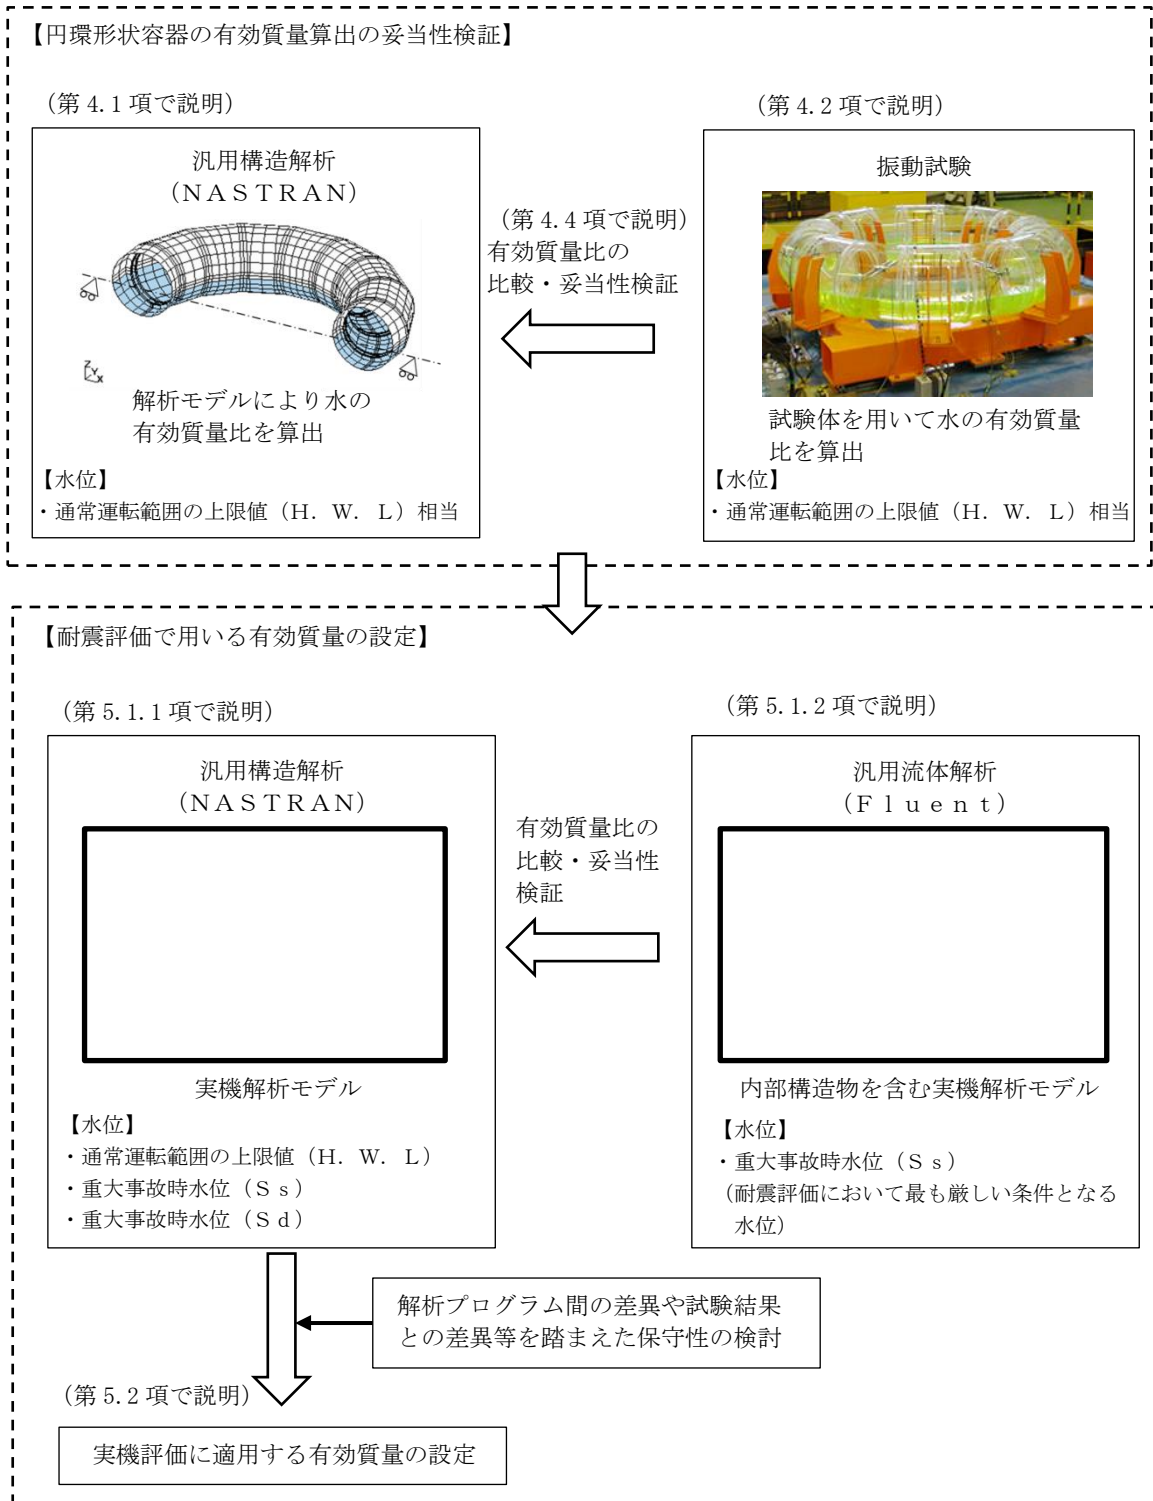 【円環形状容器の有効質量算出の妥当性検証】
（第 4.1 項で説明）
汎用構造解析
（ＮＡＳＴＲＡＮ）
Z
Y
X
解析モデルにより水の
有効質量比を算出
【水位】
・通常運転範囲の上限値（Ｈ．Ｗ．Ｌ）相当
（第 4.4 項で説明）
有効質量比の
比較・妥当性検証
（第 4.2 項で説明）
振動試験
試験体を用いて水の有効質量
比を算出
【水位】
・通常運転範囲の上限値（Ｈ．Ｗ．Ｌ）相当
【耐震評価で用いる有効質量の設定】
（第 5.1.1 項で説明）
汎用構造解析
（ＮＡＳＴＲＡＮ）
実機解析モデル
【水位】
・通常運転範囲の上限値（Ｈ．Ｗ．Ｌ）
・重大事故時水位（Ｓｓ）
・重大事故時水位（Ｓｄ）
有効質量比の
比較・妥当性
検証
（第 5.1.2 項で説明）
汎用流体解析
（Ｆｌｕｅｎｔ）
内部構造物を含む実機解析モデル
【水位】
・重大事故時水位（Ｓｓ）
（耐震評価において最も厳しい条件となる
水位）
解析プログラム間の差異や試験結果
との差異等を踏まえた保守性の検討
（第 5.2 項で説明）
実機評価に適用する有効質量の設定